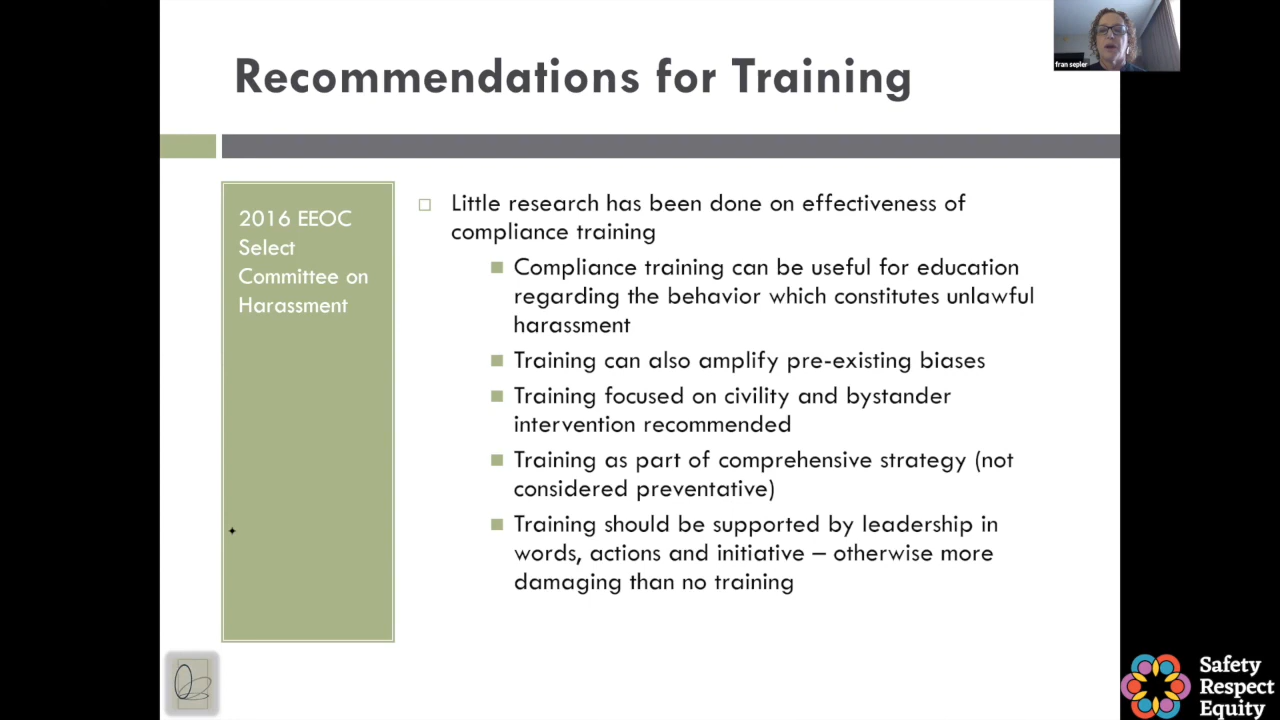 Recommendations for Training
fran sepler
2016 EEOC
Select
Committee on
Harassment
Little research has been done on effectiveness of
compliance training
Compliance training can be useful for education
regarding the behavior which constitutes unlawful
harassment
Training can also amplify pre-existing biases
Training focused on civility and bystander
intervention recommended
Training as part of comprehensive strategy (not
considered preventative)
Training should be supported by leadership in
words, actions and initiative – otherwise more
damaging than no training
Safety
Respect
Equity